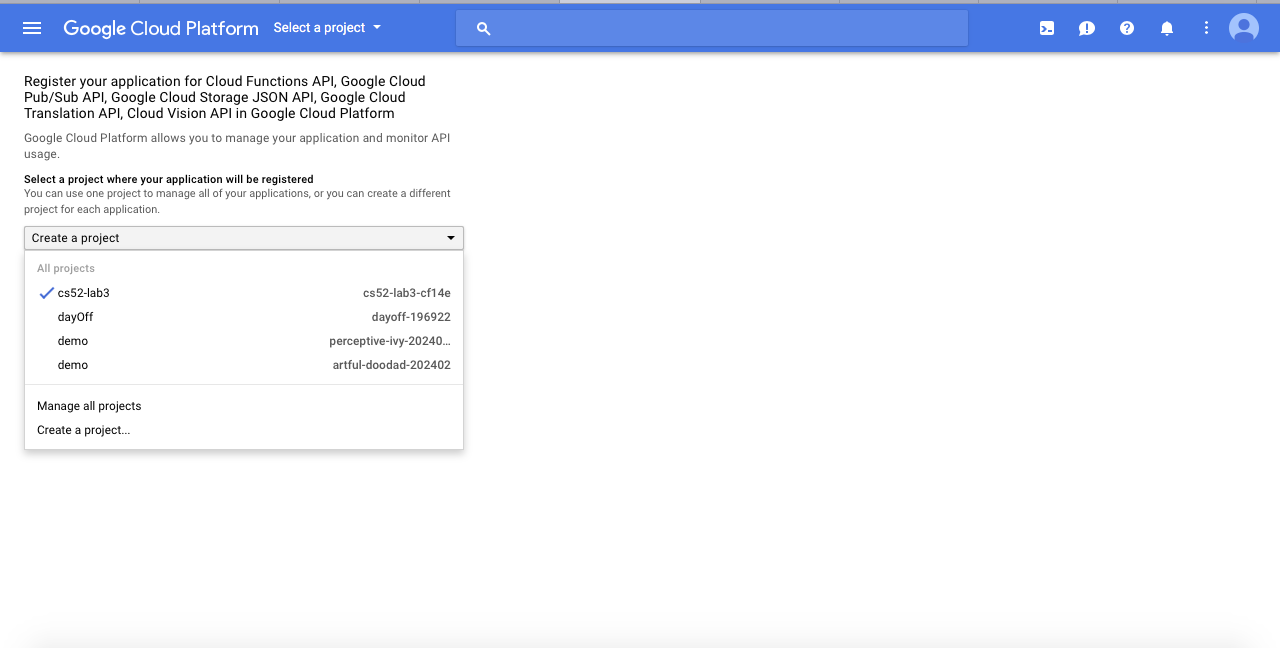 Google Cloud Platform Select a project
Register your application for Cloud Functions API, Google Cloud
Pub/Sub API, Google Cloud Storage JSON API, Google Cloud
Translation API, Cloud Vision API in Google Cloud Platform
Google Cloud Platform allows you to manage your application and monitor API
usage.
Select a project where your application will be registered
You can use one project to manage all of your applications, or you can create a different
project for each application.
Create a project
All projects
cs52-lab3 cs52-lab3-cf14e
dayOff dayoff-196922
demo perceptive-ivy-20240...
demo artful-doodad-202402
Manage all projects
Create a project...